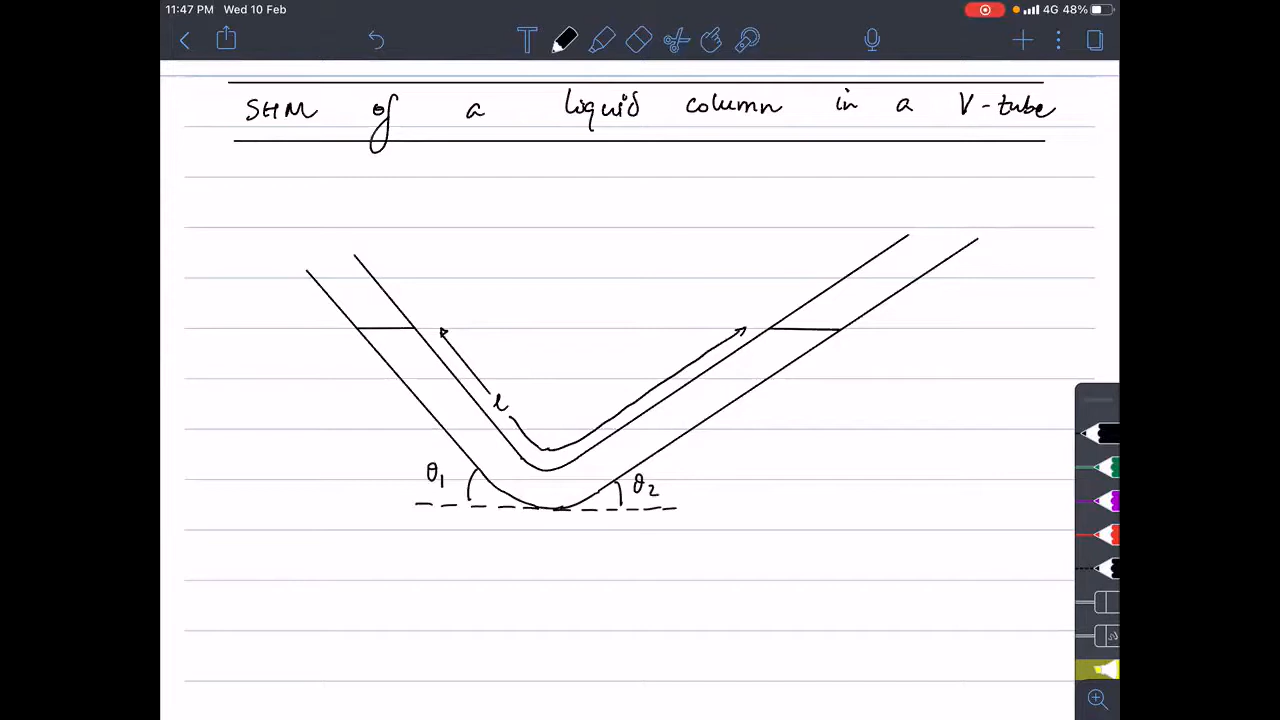 11:47 PM Wed 10 Feb 4G 48%
SHM of a liquid column in a V-tube
l
θ1
θ2